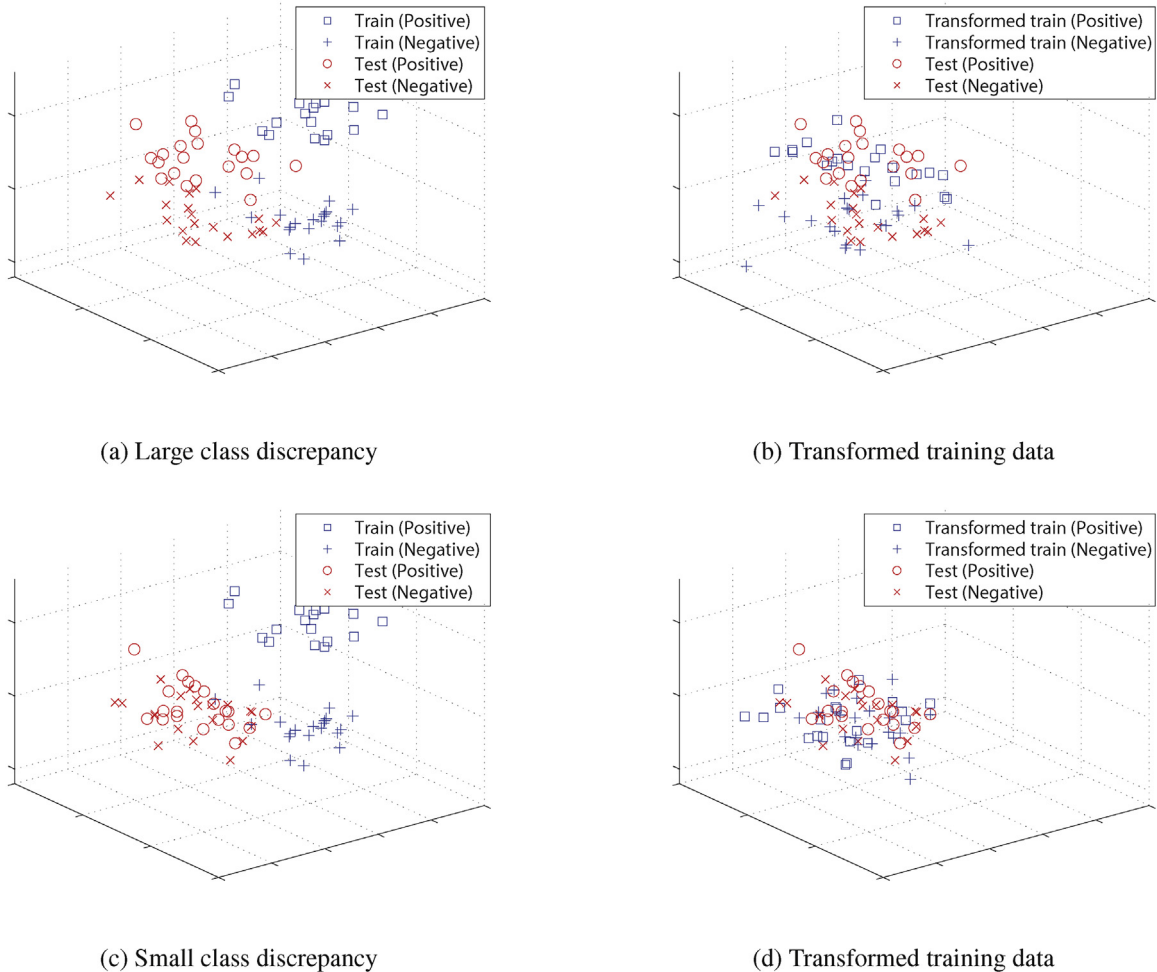 Train (Positive)
Train (Negative)
Test (Positive)
Test (Negative)
Transformed train (Positive)
Transformed train (Negative)
Test (Positive)
Test (Negative)
(a) Large class discrepancy
(b) Transformed training data
Train (Positive)
Train (Negative)
Test (Positive)
Test (Negative)
Transformed train (Positive)
Transformed train (Negative)
Test (Positive)
Test (Negative)
(c) Small class discrepancy
(d) Transformed training data